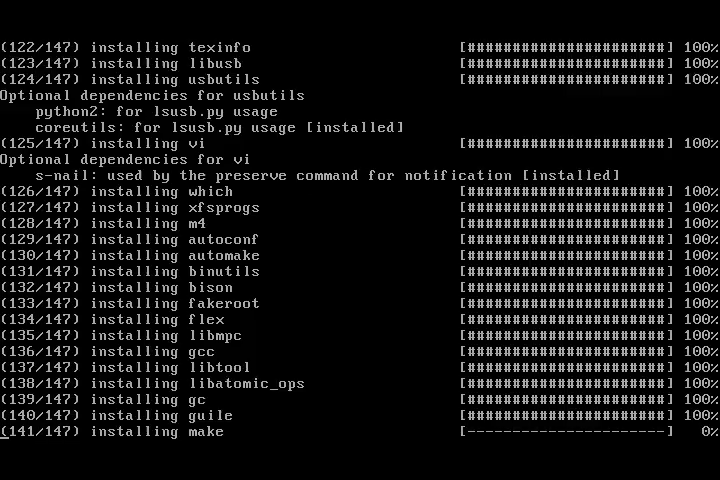 (122/147) installing texinfo [######################] 100%
(123/147) installing libusb [######################] 100%
(124/147) installing usbutils [######################] 100%
Optional dependencies for usbutils
    python2: for lsusb.py usage
    coreutils: for lsusb.py usage [installed]
(125/147) installing vi [######################] 100%
Optional dependencies for vi
    s-nail: used by the preserve command for notification [installed]
(126/147) installing which [######################] 100%
(127/147) installing xfsprogs [######################] 100%
(128/147) installing m4 [######################] 100%
(129/147) installing autoconf [######################] 100%
(130/147) installing automake [######################] 100%
(131/147) installing binutils [######################] 100%
(132/147) installing bison [######################] 100%
(133/147) installing fakeroot [######################] 100%
(134/147) installing flex [######################] 100%
(135/147) installing libmpc [######################] 100%
(136/147) installing gcc [######################] 100%
(137/147) installing libtool [######################] 100%
(138/147) installing libatomic_ops [######################] 100%
(139/147) installing gc [######################] 100%
(140/147) installing guile [######################] 100%
(141/147) installing make [----------------------] 0%